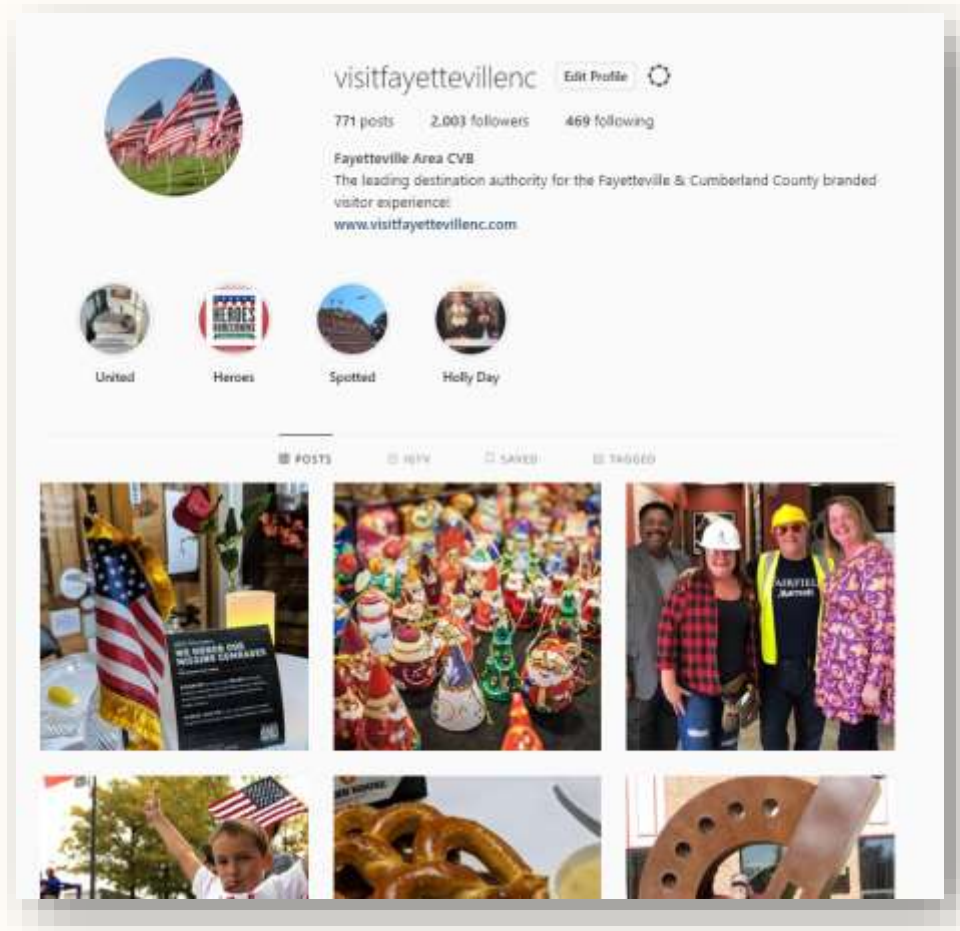 visitfayettevillenc Edit Profile
771 posts 2,003 followers 469 following
Fayetteville Area CVB
The leading destination authority for the Fayetteville & Cumberland County branded
visitor experience!
www.visitfayettevillenc.com
HEROES
HOMECOMING
United Heroes Spotted Holly Day
POSTS IGTV SAVED TAGGED
WE HONOR OUR
MISSING COMRADES